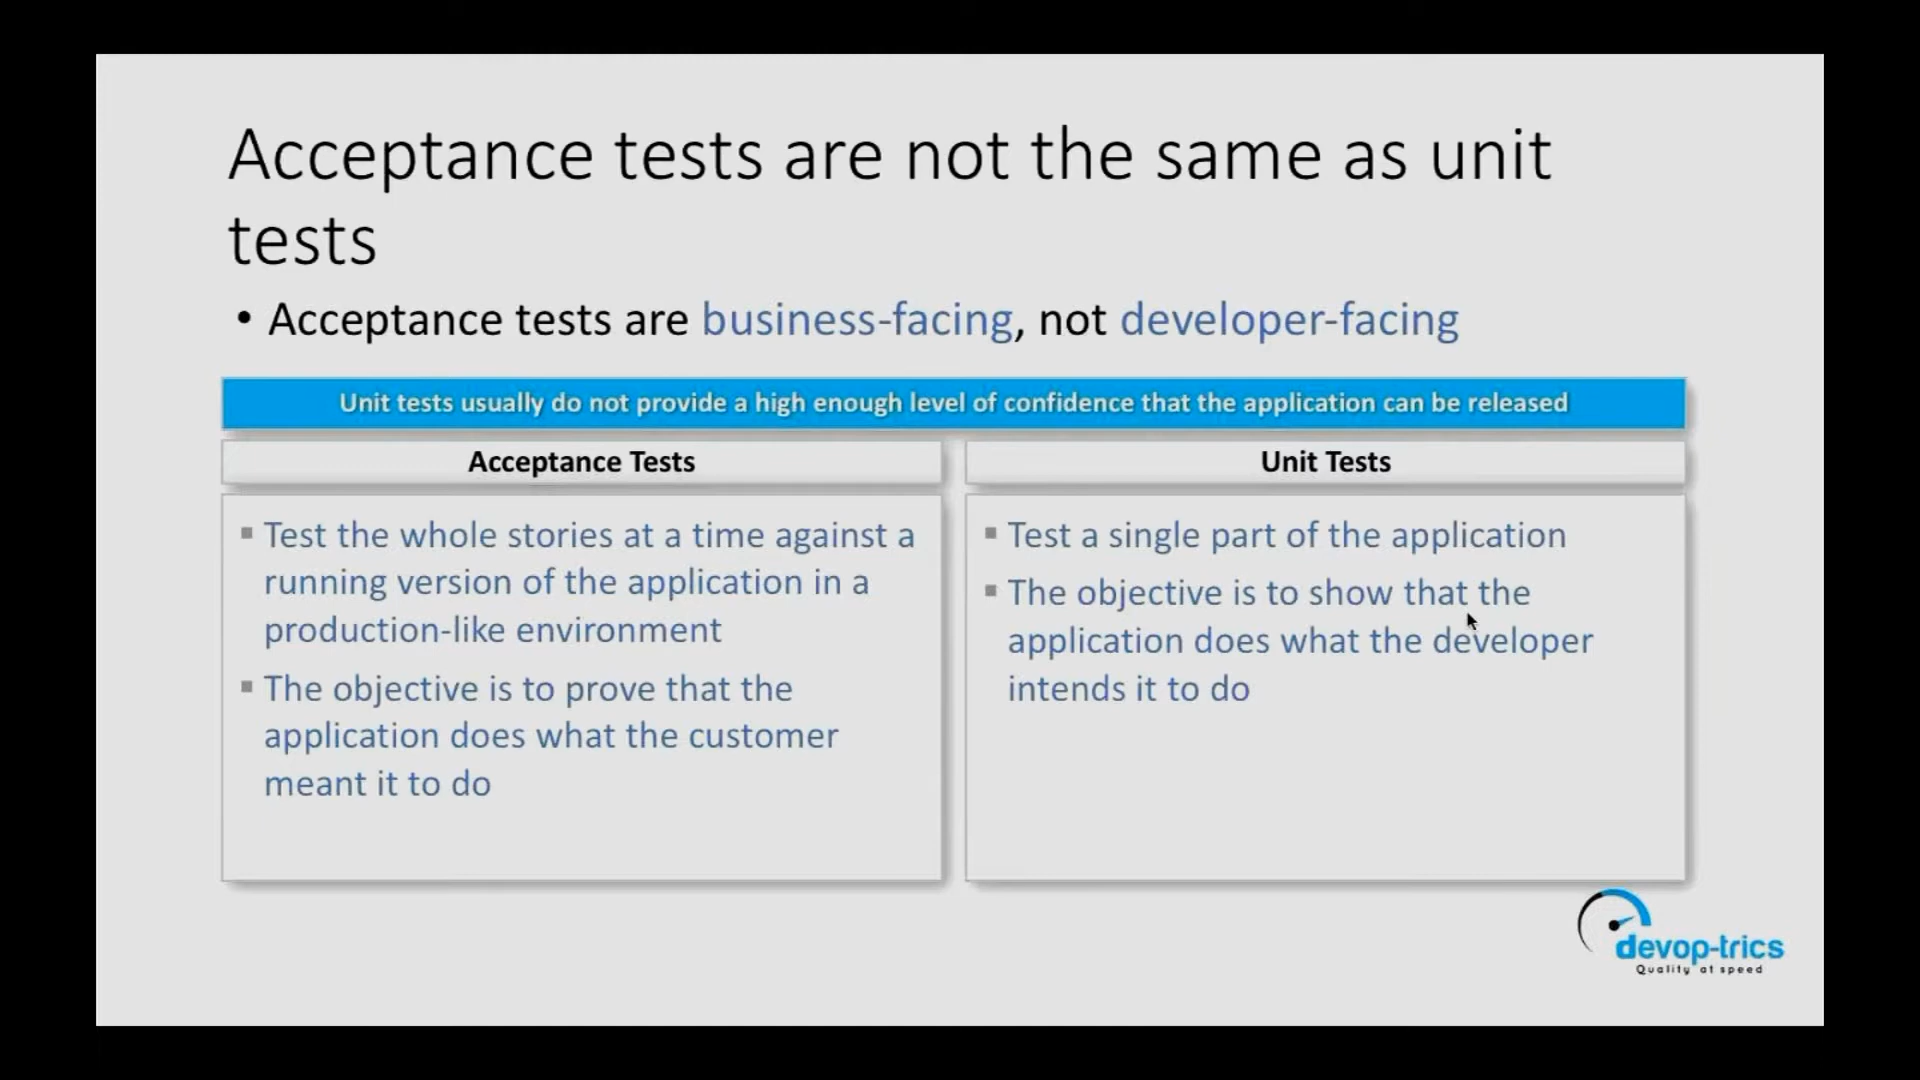 Acceptance tests are not the same as unit
tests
• Acceptance tests are business-facing, not developer-facing
Unit tests usually do not provide a high enough level of confidence that the application can be released
Acceptance Tests
▪ Test the whole stories at a time against a
running version of the application in a
production-like environment
▪ The objective is to prove that the
application does what the customer
meant it to do
Unit Tests
▪ Test a single part of the application
▪ The objective is to show that the
application does what the developer
intends it to do
devop-trics
Quality at speed